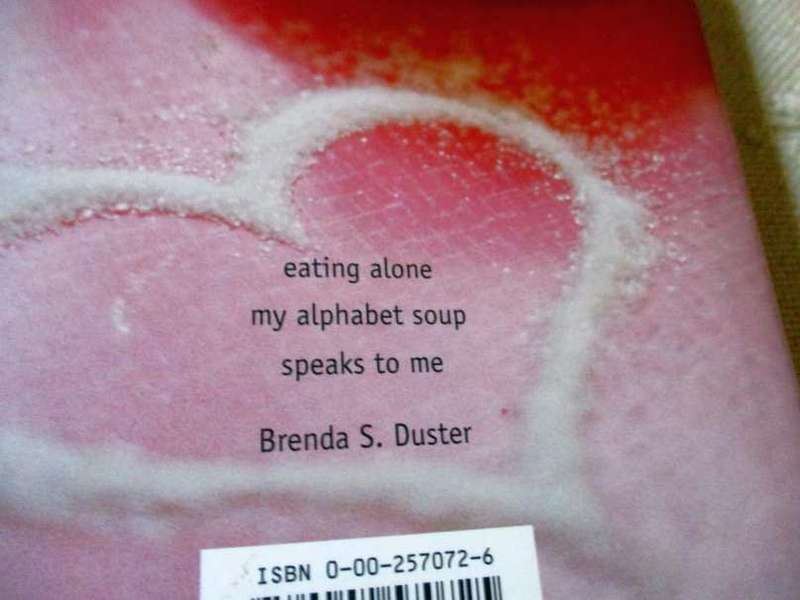 eating alone
my alphabet soup
speaks to me
Brenda S. Duster
ISBN 0-00-257072-6